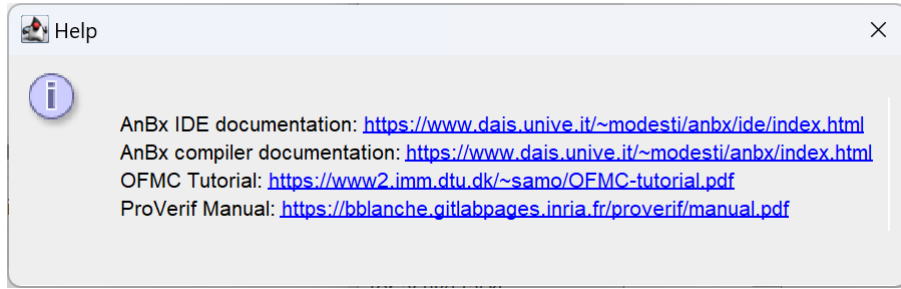 Help
AnBx IDE documentation: https://www.dais.unive.it/~modesti/anbx/ide/index.html
AnBx compiler documentation: https://www.dais.unive.it/~modesti/anbx/index.html
OFMC Tutorial: https://www2.imm.dtu.dk/~samo/OFMC-tutorial.pdf
ProVerif Manual: https://bblanche.gitlabpages.inria.fr/proverif/manual.pdf